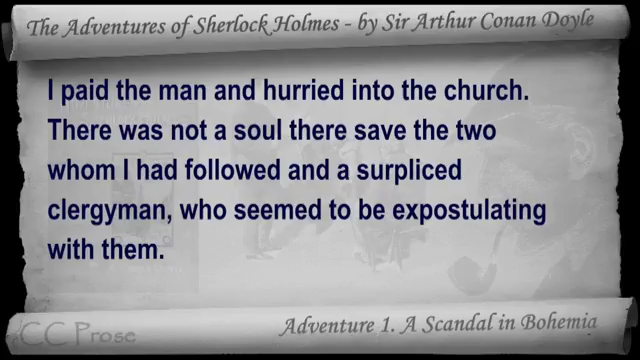 The Adventures of Sherlock Holmes - by Sir Arthur Conan Doyle
I paid the man and hurried into the church.
There was not a soul there save the two
whom I had followed and a surpliced
clergyman, who seemed to be expostulating
with them.
Adventure 1. A Scandal in Bohemia
CC Prose